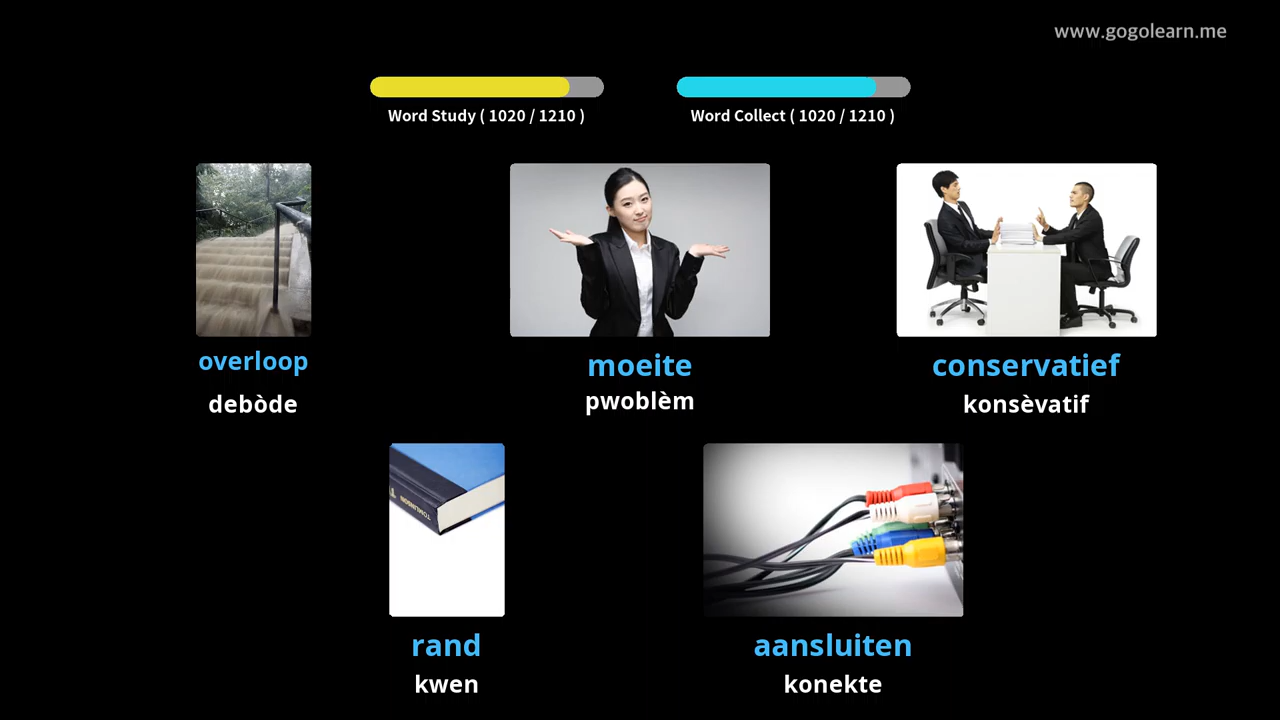 www.gogolearn.me
Word Study ( 1020 / 1210 )
Word Collect ( 1020 / 1210 )
overloop
debòde
moeite
pwoblèm
conservatief
konsèvatif
TOMLINSON
rand
kwen
aansluiten
konekte